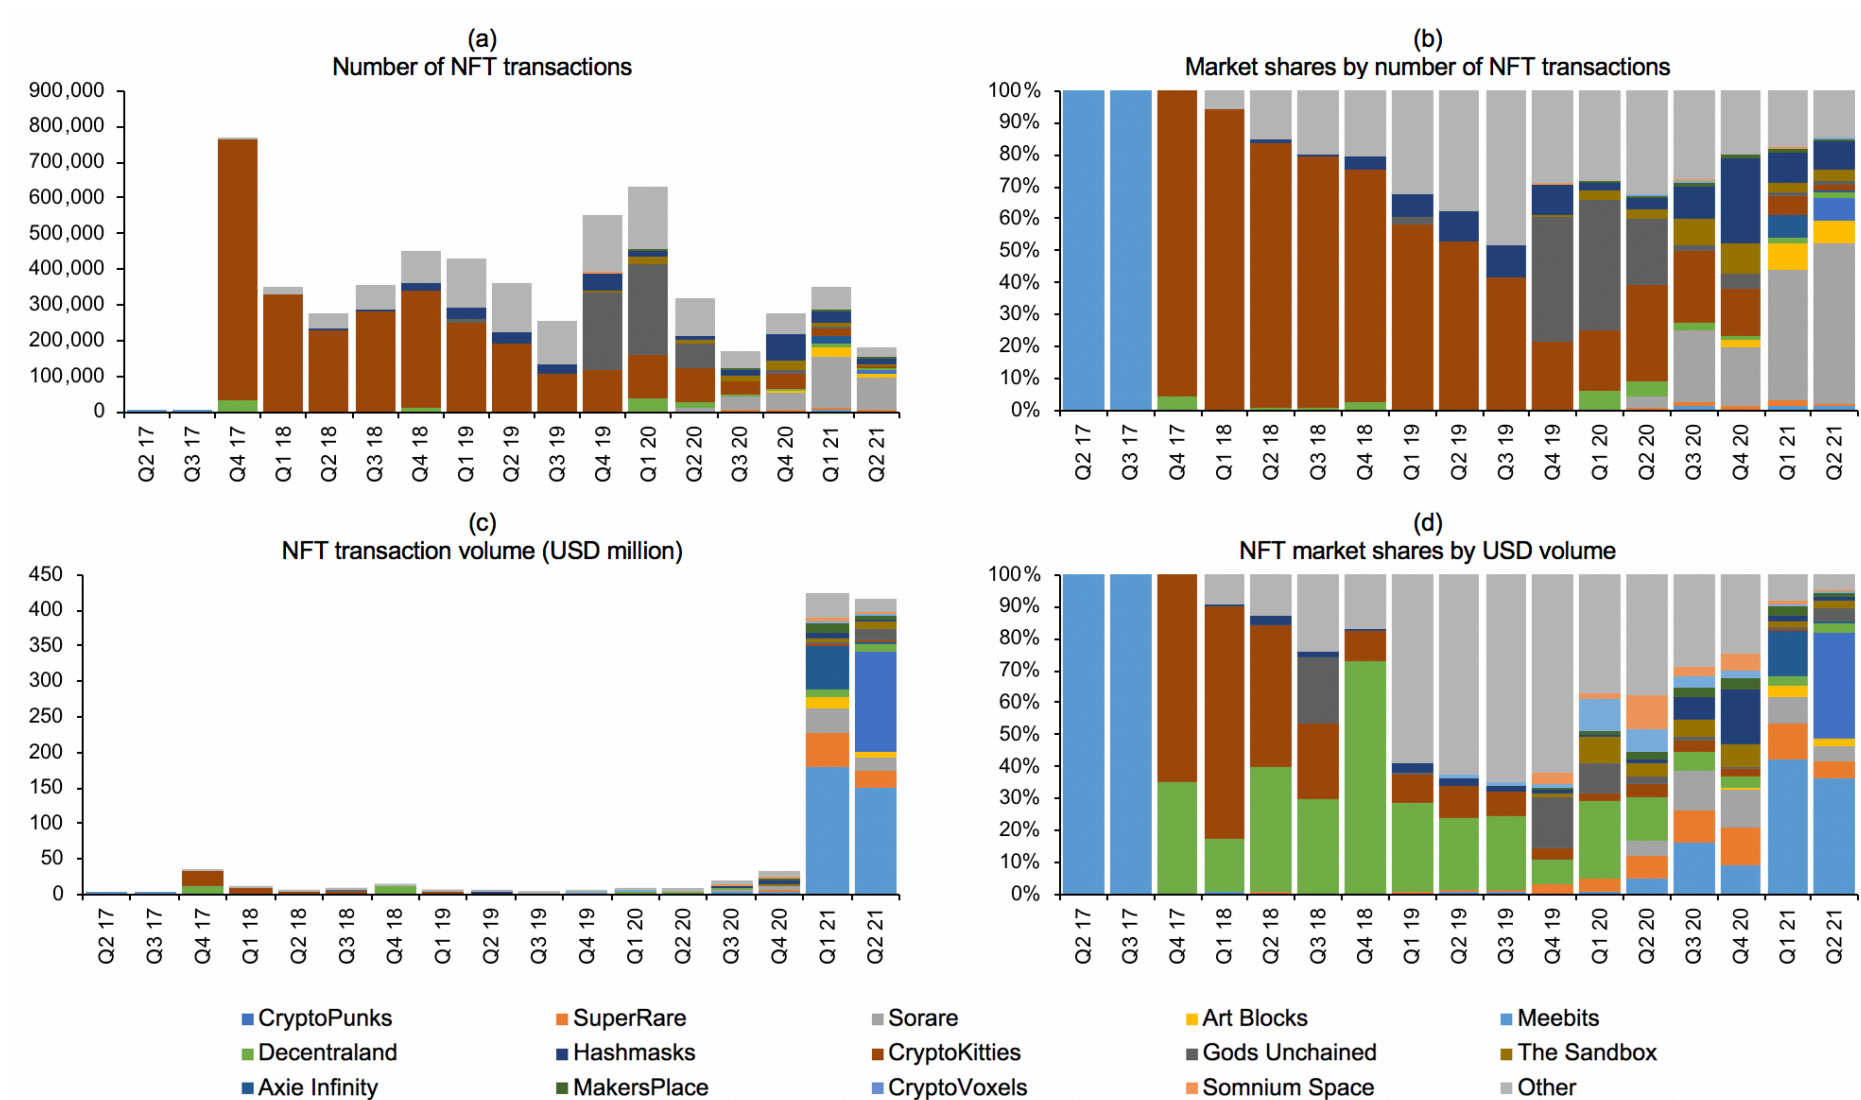 (a)
Number of NFT transactions
900,000
800,000
700,000
600,000
500,000
400,000
300,000
200,000
100,000
0
Q2 17 Q3 17 Q4 17 Q1 18 Q2 18 Q3 18 Q4 18 Q1 19 Q2 19 Q3 19 Q4 19 Q1 20 Q2 20 Q3 20 Q4 20 Q1 21 Q2 21
(b)
Market shares by number of NFT transactions
100%
90%
80%
70%
60%
50%
40%
30%
20%
10%
0%
Q2 17 Q3 17 Q4 17 Q1 18 Q2 18 Q3 18 Q4 18 Q1 19 Q2 19 Q3 19 Q4 19 Q1 20 Q2 20 Q3 20 Q4 20 Q1 21 Q2 21
(c)
NFT transaction volume (USD million)
450
400
350
300
250
200
150
100
50
0
Q2 17 Q3 17 Q4 17 Q1 18 Q2 18 Q3 18 Q4 18 Q1 19 Q2 19 Q3 19 Q4 19 Q1 20 Q2 20 Q3 20 Q4 20 Q1 21 Q2 21
(d)
NFT market shares by USD volume
100%
90%
80%
70%
60%
50%
40%
30%
20%
10%
0%
Q2 17 Q3 17 Q4 17 Q1 18 Q2 18 Q3 18 Q4 18 Q1 19 Q2 19 Q3 19 Q4 19 Q1 20 Q2 20 Q3 20 Q4 20 Q1 21 Q2 21
CryptoPunks SuperRare Sorare Art Blocks Meebits
Decentraland Hashmasks CryptoKitties Gods Unchained The Sandbox
Axie Infinity MakersPlace CryptoVoxels Somnium Space Other